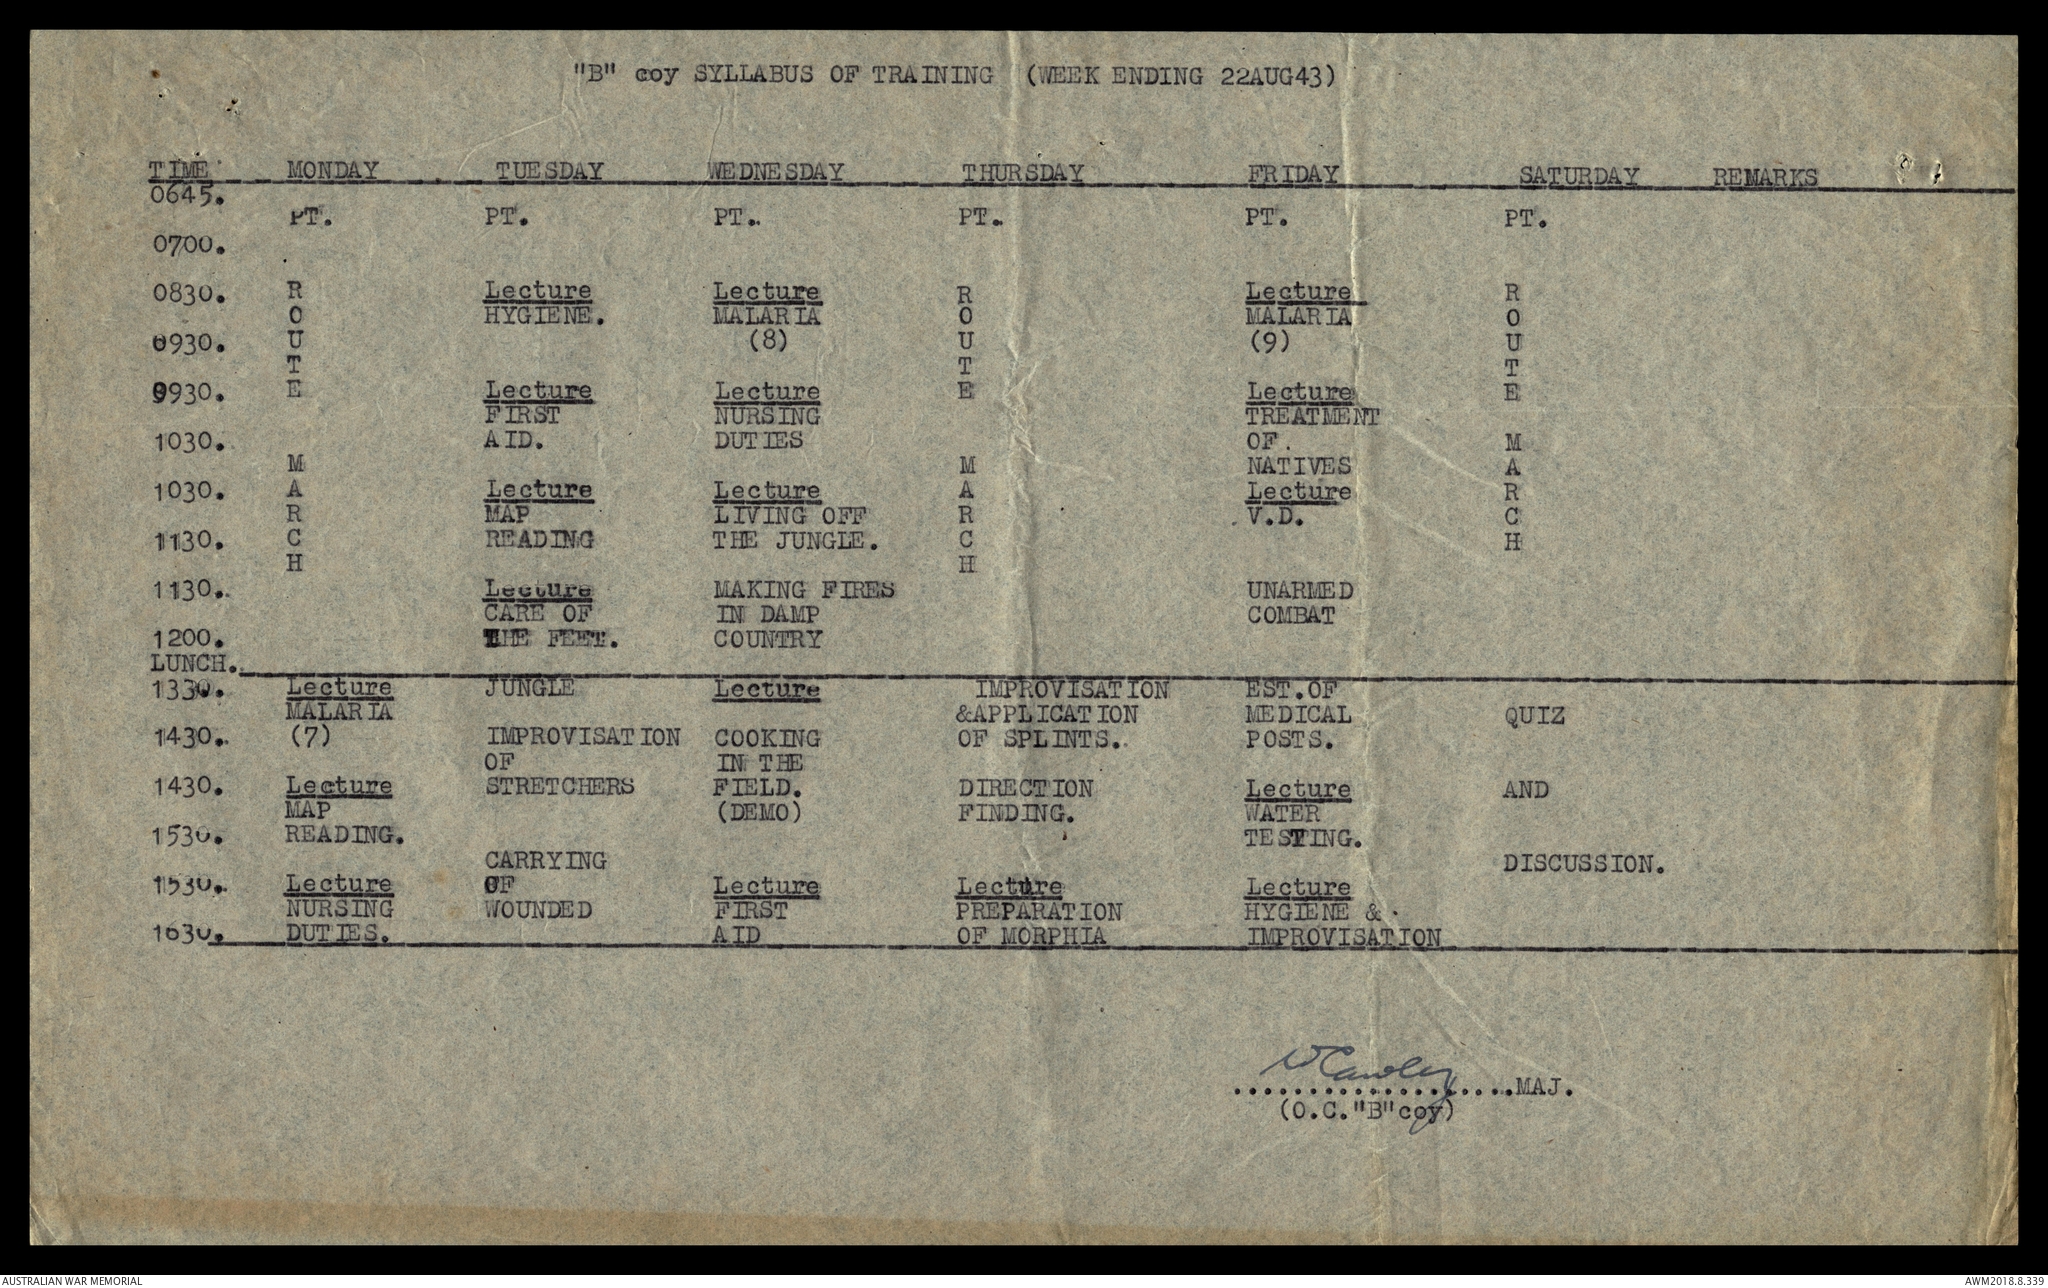 "B" coy SYLLABUS OF TRAINING (WEEK ENDING 22AUG43)
TIME MONDAY TUESDAY WEDNESDAY THURSDAY FRIDAY SATURDAY REMARKS
0645.
PT. PT. PT. PT. PT. PT.
0700.
0830. R Lecture Lecture R Lecture R
O HYGIENE. MALARIA O MALARIA O
0930. U (8) U (9) U
T T T
0930. E Lecture Lecture E Lecture E
FIRST NURSING TREATMENT
1030. AID. DUTIES OF. M
M M NATIVES A
1030. A Lecture Lecture A Lecture R
R MAP LIVING OFF R V.D. C
1130. C READING THE JUNGLE. C H
H H
1130. Lecture MAKING FIRES UNARMED
CARE OF IN DAMP COMBAT
1200. THE FEET. COUNTRY
LUNCH.
1330. Lecture JUNGLE Lecture IMPROVISATION EST.OF
MALARIA &APPLICATION MEDICAL QUIZ
1430. (7) IMPROVISATION COOKING OF SPLINTS. POSTS.
OF IN THE
1430. Lecture STRETCHERS FIELD. DIRECTION Lecture AND
MAP (DEMO) FINDING. WATER
1530. READING. TESTING.
CARRYING DISCUSSION.
1530. Lecture OF Lecture Lecture Lecture
NURSING WOUNDED FIRST PREPARATION HYGIENE &
1630. DUTIES. AID OF MORPHIA IMPROVISATION
....................MAJ.
(O.C."B"coy)
AUSTRALIAN WAR MEMORIAL AWM2018.8.339